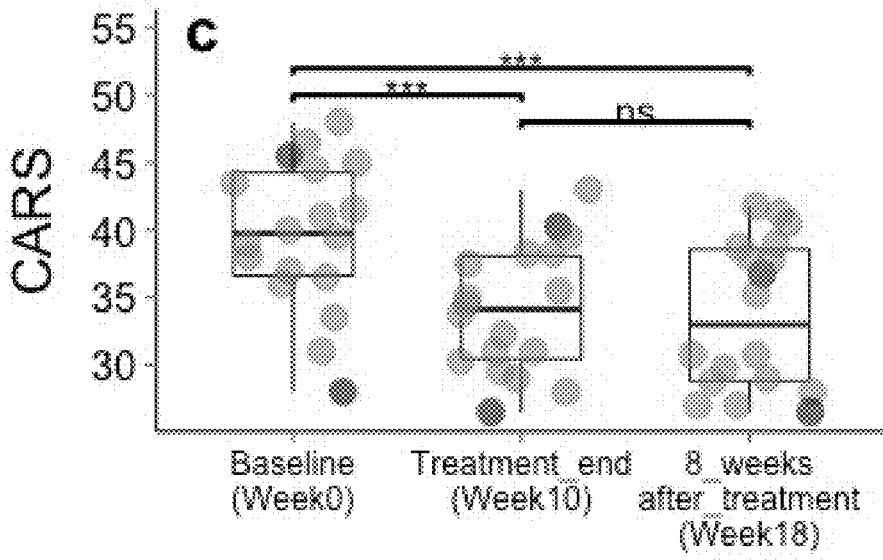 c
CARS
55
50
45
40
35
30
***
***
ns
Baseline
(Week0)
Treatment_end
(Week10)
8_weeks
after_treatment
(Week18)